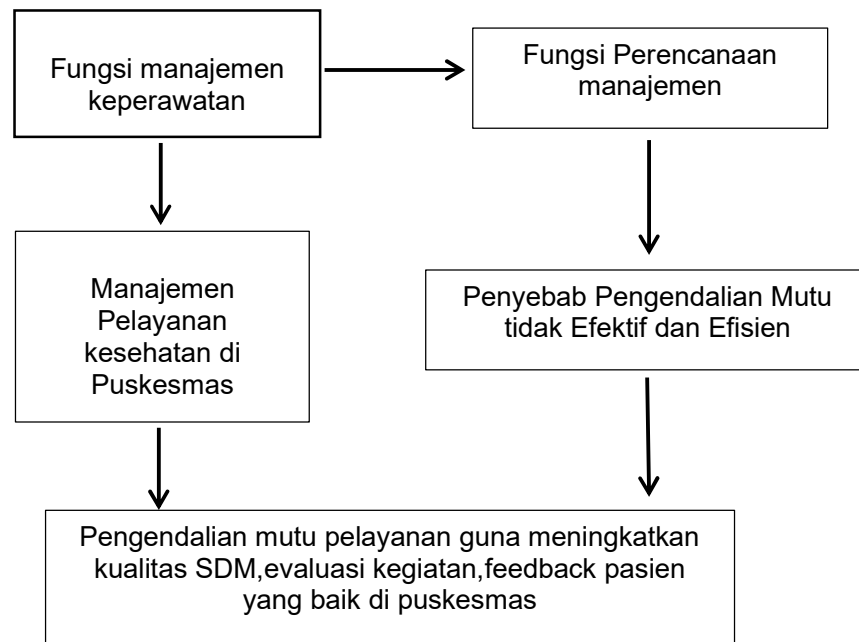 Fungsi manajemen
keperawatan
Fungsi Perencanaan
manajemen
Manajemen
Pelayanan
kesehatan di
Puskesmas
Penyebab Pengendalian Mutu
tidak Efektif dan Efisien
Pengendalian mutu pelayanan guna meningkatkan
kualitas SDM,evaluasi kegiatan,feedback pasien
yang baik di puskesmas